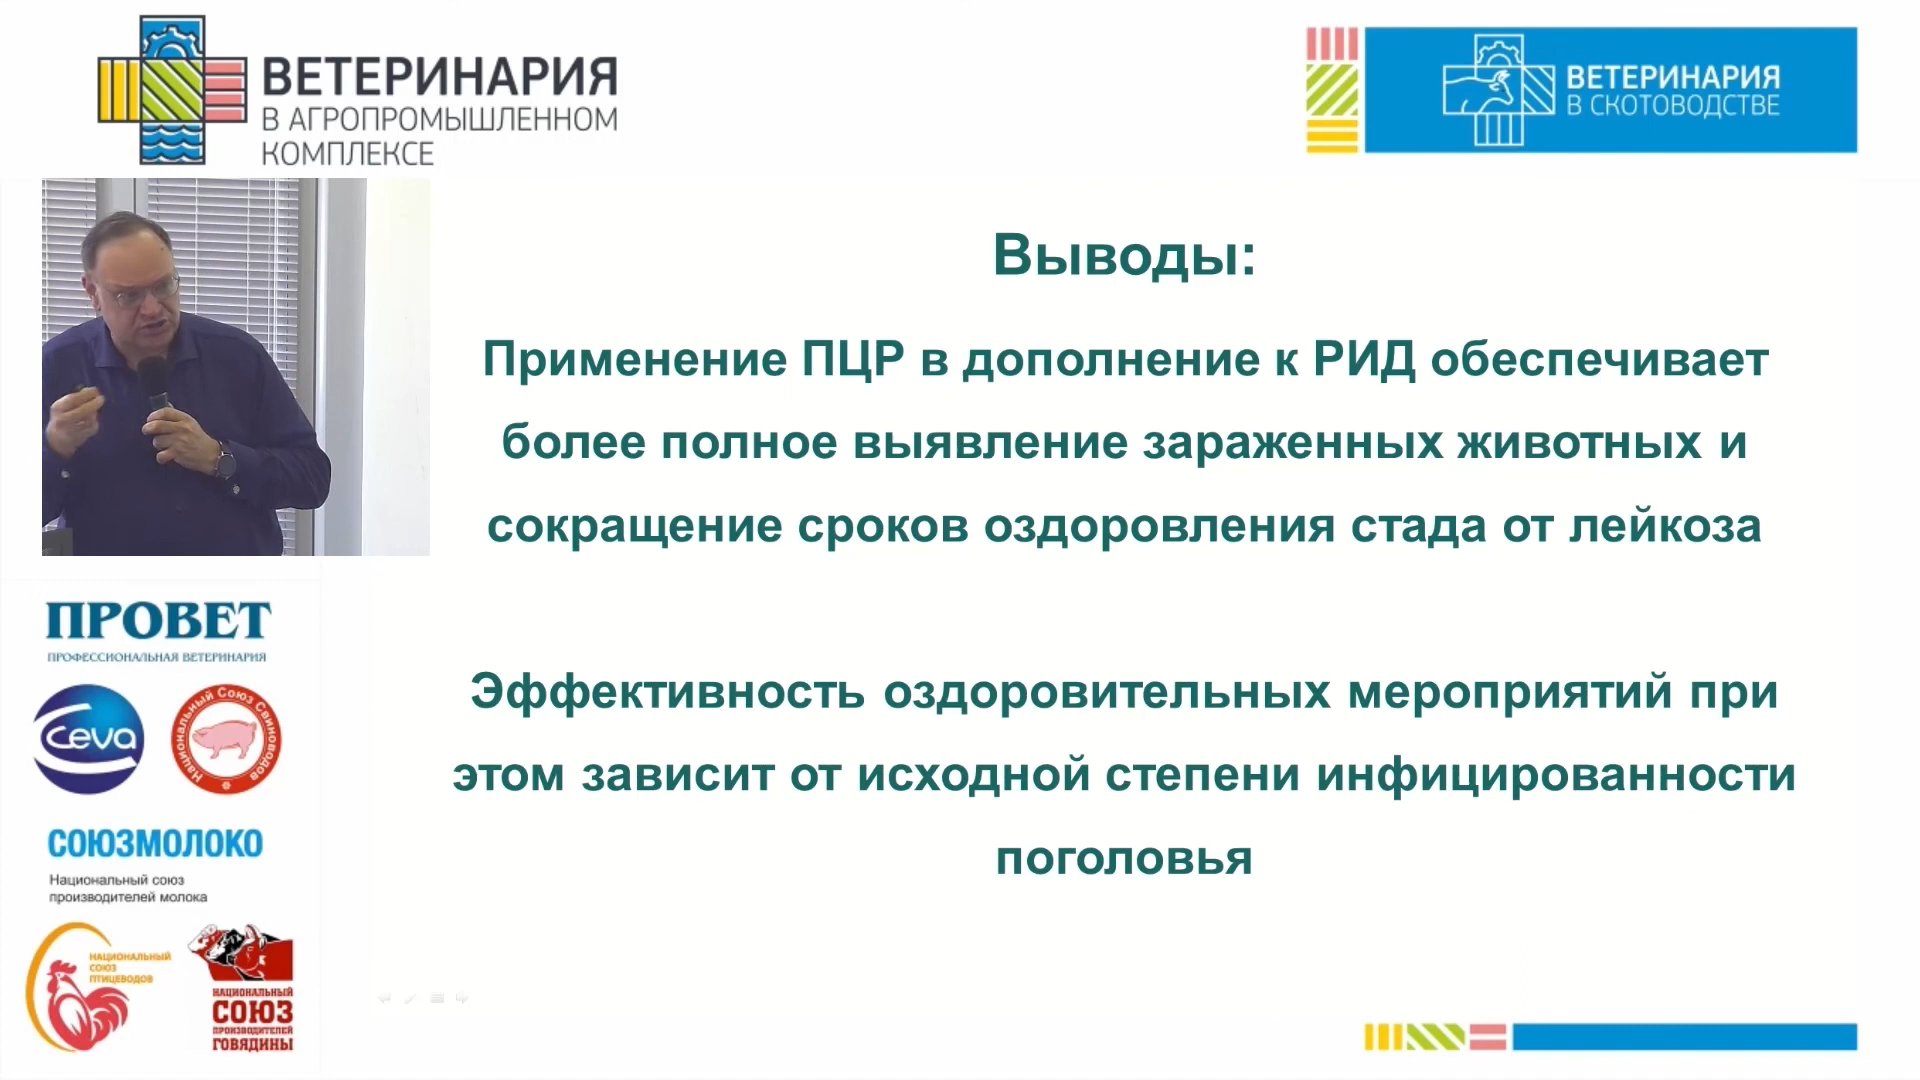 ВЕТЕРИНАРИЯ
В АГРОПРОМЫШЛЕННОМ
КОМПЛЕКСЕ
ВЕТЕРИНАРИЯ
В СКОТОВОДСТВЕ
Выводы:
Применение ПЦР в дополнение к РИД обеспечивает
более полное выявление зараженных животных и
сокращение сроков оздоровления стада от лейкоза
Эффективность оздоровительных мероприятий при
этом зависит от исходной степени инфицированности
поголовья
ПРОВЕТ
ПРОФЕССИОНАЛЬНАЯ ВЕТЕРИНАРИЯ
Ceva
Национальный Союз Свиноводов
СОЮЗМОЛОКО
Национальный союз
производителей молока
НАЦИОНАЛЬНЫЙ
СОЮЗ
ПТИЦЕВОДОВ
НАЦИОНАЛЬНЫЙ
СОЮЗ
ПРОИЗВОДИТЕЛЕЙ
ГОВЯДИНЫ